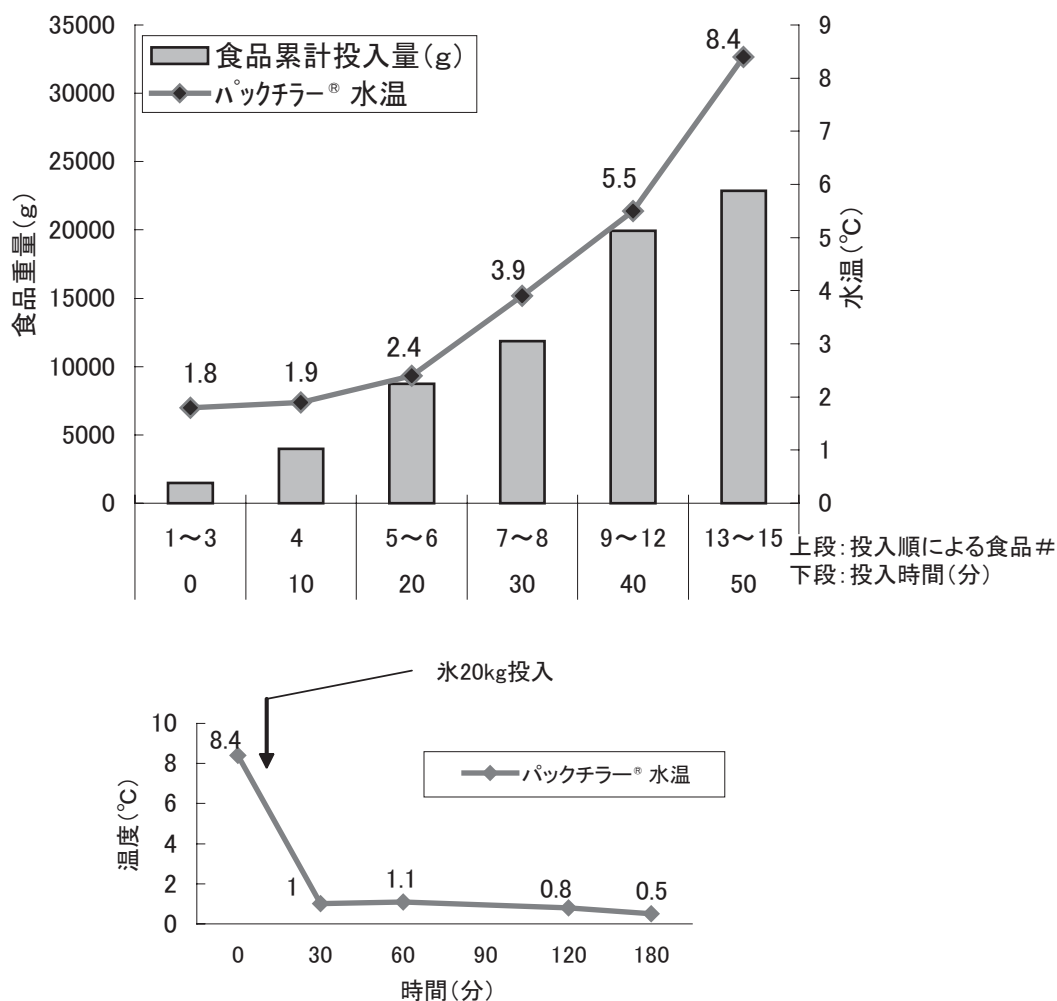 35000
30000
25000
20000
15000
10000
5000
0
食品重量(g)
食品累計投入量(g)
パックチラー® 水温
1.8
1.9
2.4
3.9
5.5
8.4
9
8
7
6
5
4
3
2
1
0
水温(℃)
1～3 4 5～6 7～8 9～12 13～15
0 10 20 30 40 50
上段:投入順による食品#
下段:投入時間(分)
氷20kg投入
10
8
6
4
2
0
温度(℃)
8.4
1
1.1
0.8
0.5
パックチラー® 水温
0 30 60 90 120 180
時間(分)